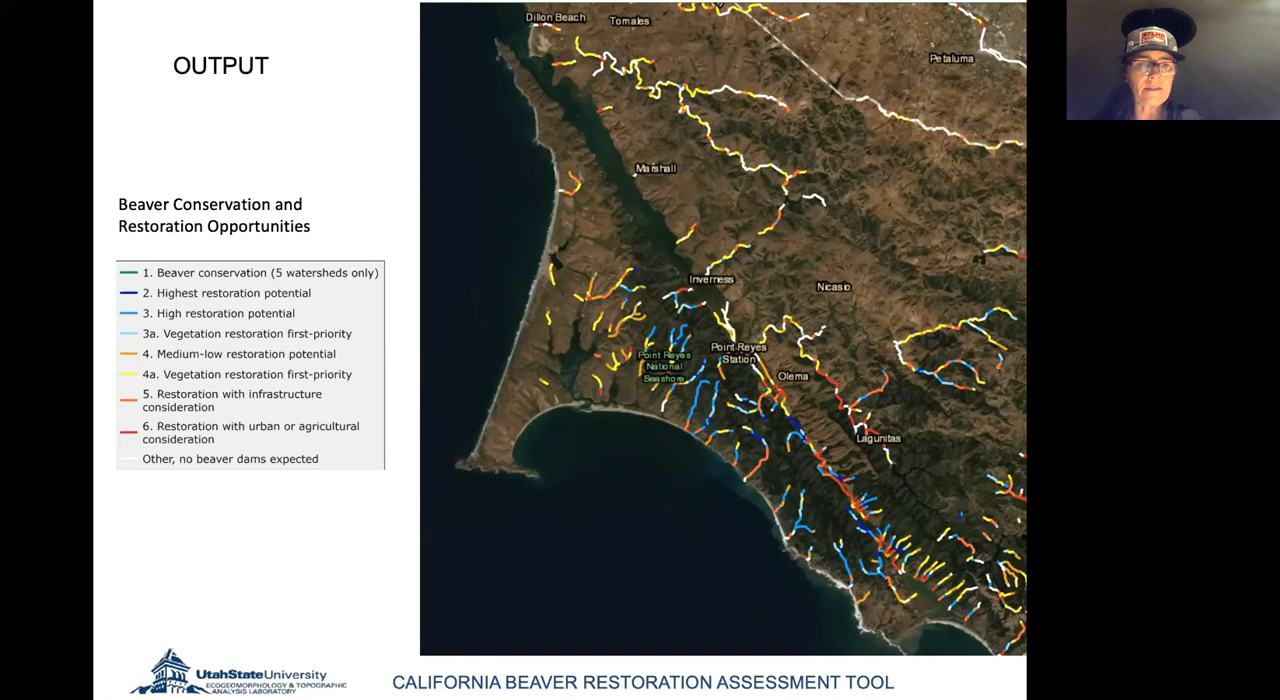 OUTPUT
Beaver Conservation and
Restoration Opportunities
1. Beaver conservation (5 watersheds only)
2. Highest restoration potential
3. High restoration potential
3a. Vegetation restoration first-priority
4. Medium-low restoration potential
4a. Vegetation restoration first-priority
5. Restoration with infrastructure
consideration
6. Restoration with urban or agricultural
consideration
Other, no beaver dams expected
Dillon Beach
Tomales
Petaluma
Marshall
Inverness
Nicasio
Point Reyes
Station
Point Reyes
National
Seashore
Olema
Lagunitas
UtahStateUniversity
ECOGEOMORPHOLOGY & TOPOGRAPHIC
ANALYSIS LABORATORY
CALIFORNIA BEAVER RESTORATION ASSESSMENT TOOL